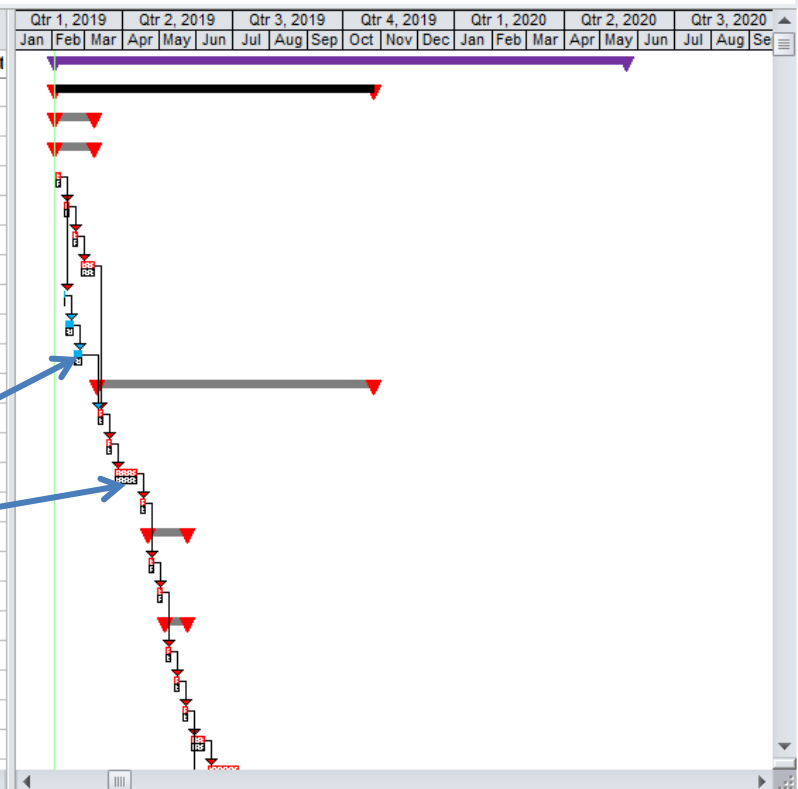 Qtr 1, 2019 Qtr 2, 2019 Qtr 3, 2019 Qtr 4, 2019 Qtr 1, 2020 Qtr 2, 2020 Qtr 3, 2020
Jan Feb Mar Apr May Jun Jul Aug Sep Oct Nov Dec Jan Feb Mar Apr May Jun Jul Aug Se
t